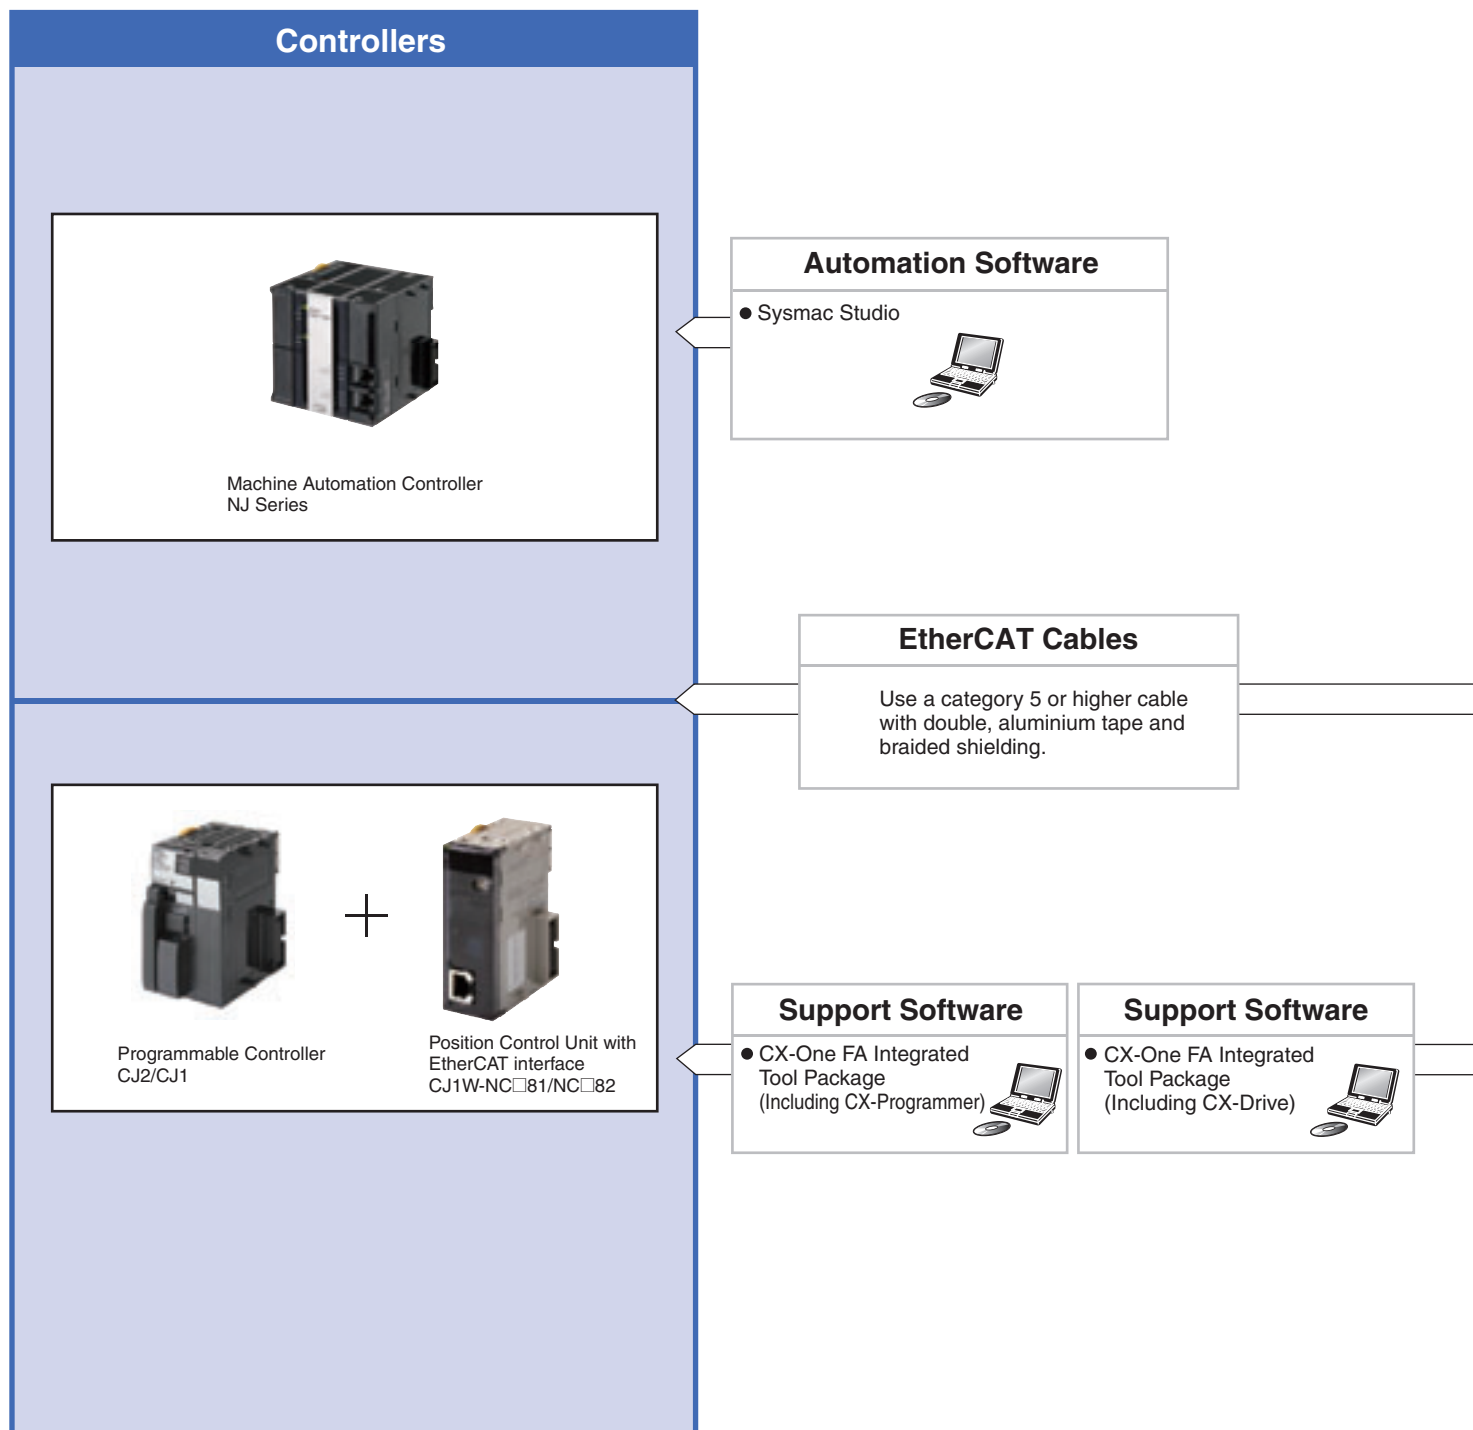 Controllers
Machine Automation Controller
NJ Series
Automation Software
● Sysmac Studio
EtherCAT Cables
Use a category 5 or higher cable
with double, aluminium tape and
braided shielding.
Programmable Controller
CJ2/CJ1
Position Control Unit with
EtherCAT interface
CJ1W-NC□81/NC□82
Support Software
● CX-One FA Integrated
Tool Package
(Including CX-Programmer)
Support Software
● CX-One FA Integrated
Tool Package
(Including CX-Drive)